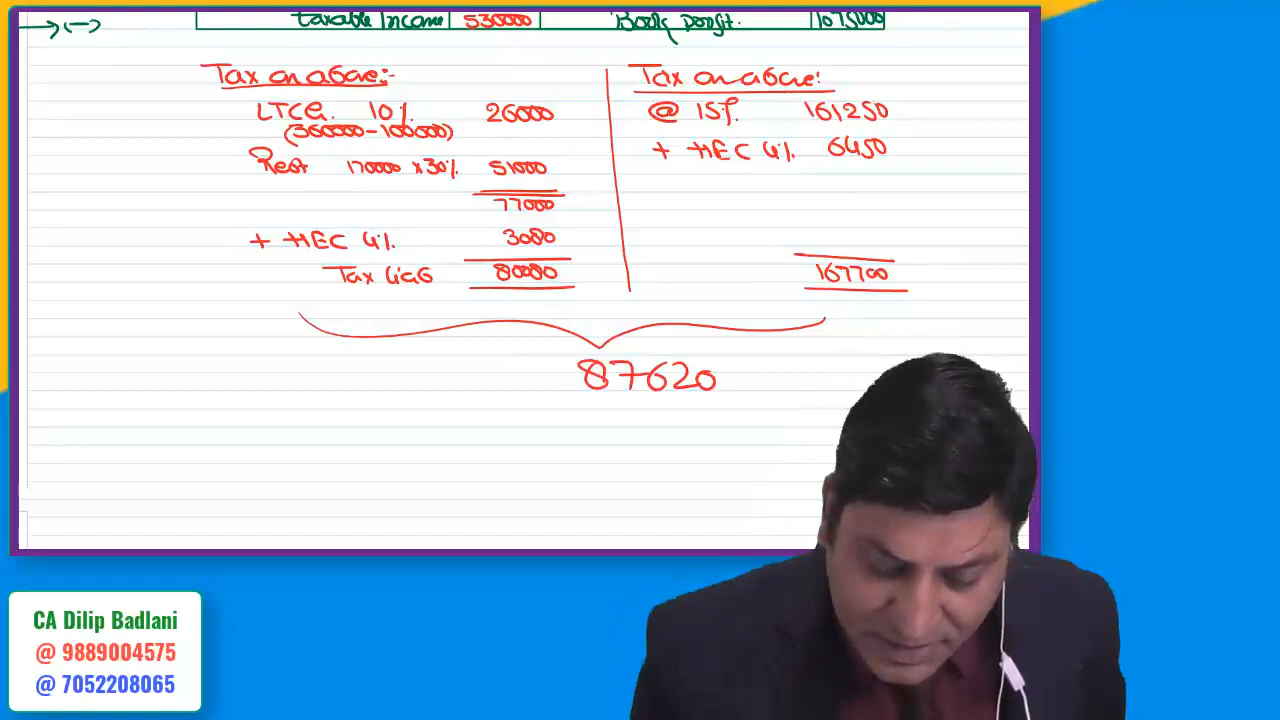 Taxable Income 530000 Book Profit. 1075000
→ (-)
Tax on above:-
LTCG. 10% 26000
(360000-100000)
Rest 170000 x 30% 51000
77000
+ HEC 4% 3080
Tax Liab 80080
Tax on above:
@ 15% 161250
+ HEC 4% 6450
167700
87620
CA Dilip Badlani
@ 9889004575
@ 7052208065